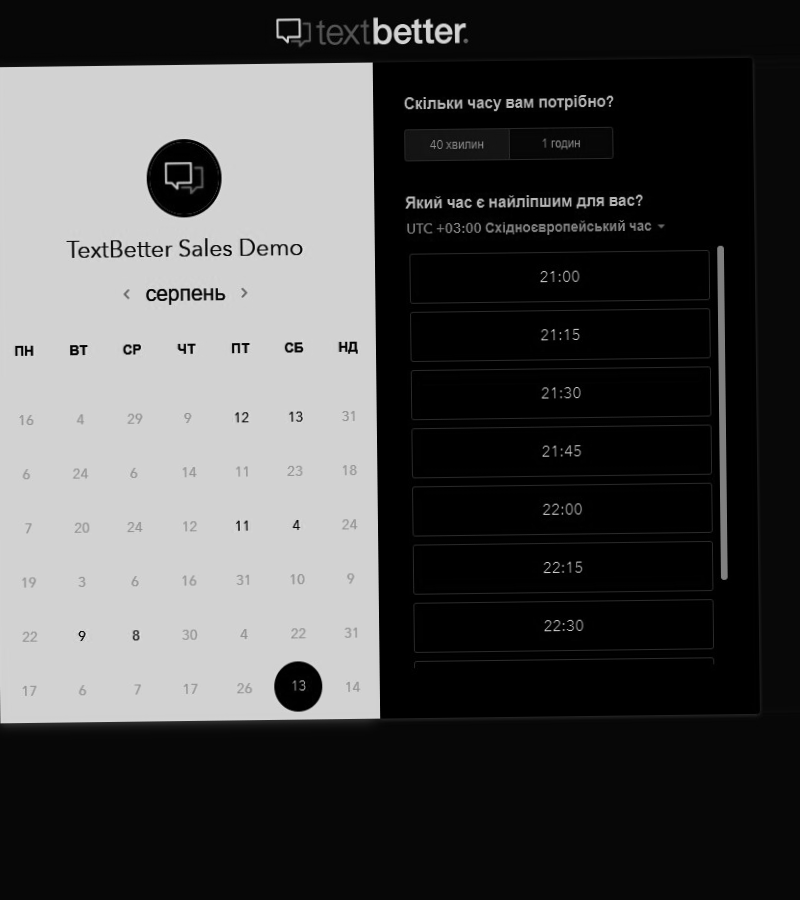 textbetter.
TextBetter Sales Demo
‹ серпень ›
ПН ВТ СР ЧТ ПТ СБ НД
16 4 29 9 12 13 31
6 24 6 14 11 23 18
7 20 24 12 11 4 24
19 3 6 16 31 10 9
22 9 8 30 4 22 31
17 6 7 17 26 13 14
Скільки часу вам потрібно?
40 хвилин 1 годин
Який час є найліпшим для вас?
UTC +03:00 Східноєвропейський час
21:00
21:15
21:30
21:45
22:00
22:15
22:30